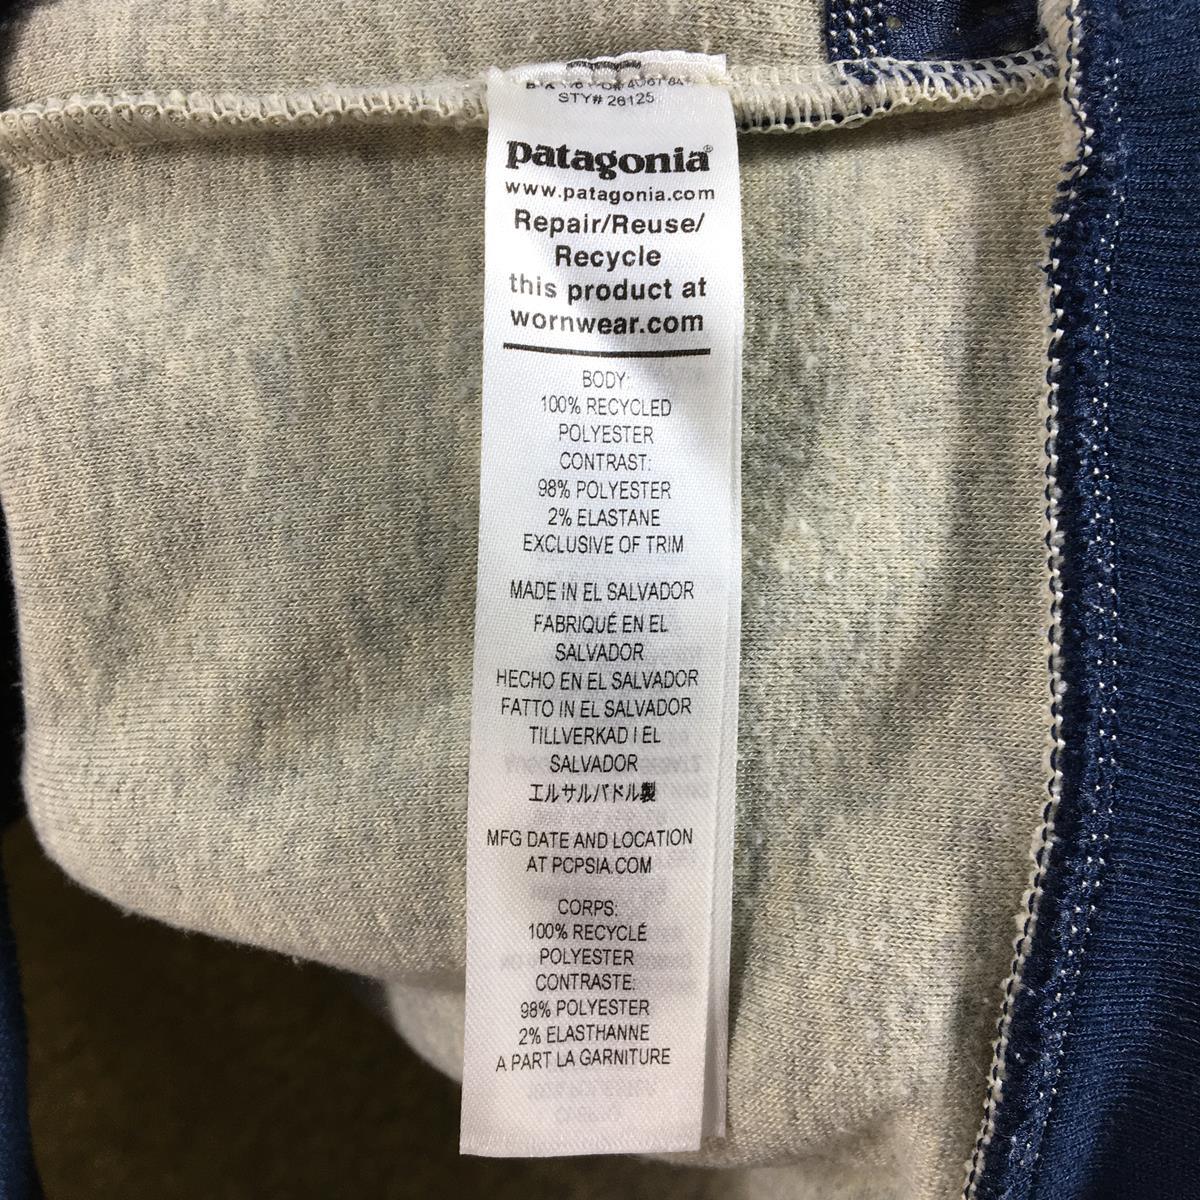 STY# 26125
patagonia®
www.patagonia.com
Repair/Reuse/
Recycle
this product at
wornwear.com
BODY:
100% RECYCLED
POLYESTER
CONTRAST:
98% POLYESTER
2% ELASTANE
EXCLUSIVE OF TRIM
MADE IN EL SALVADOR
FABRIQUÉ EN EL
SALVADOR
HECHO EN EL SALVADOR
FATTO IN EL SALVADOR
TILLVERKAD I EL
SALVADOR
エルサルバドル製
MFG DATE AND LOCATION
AT PCPSIA.COM
CORPS:
100% RECYCLÉ
POLYESTER
CONTRASTE:
98% POLYESTER
2% ELASTHANNE
A PART LA GARNITURE